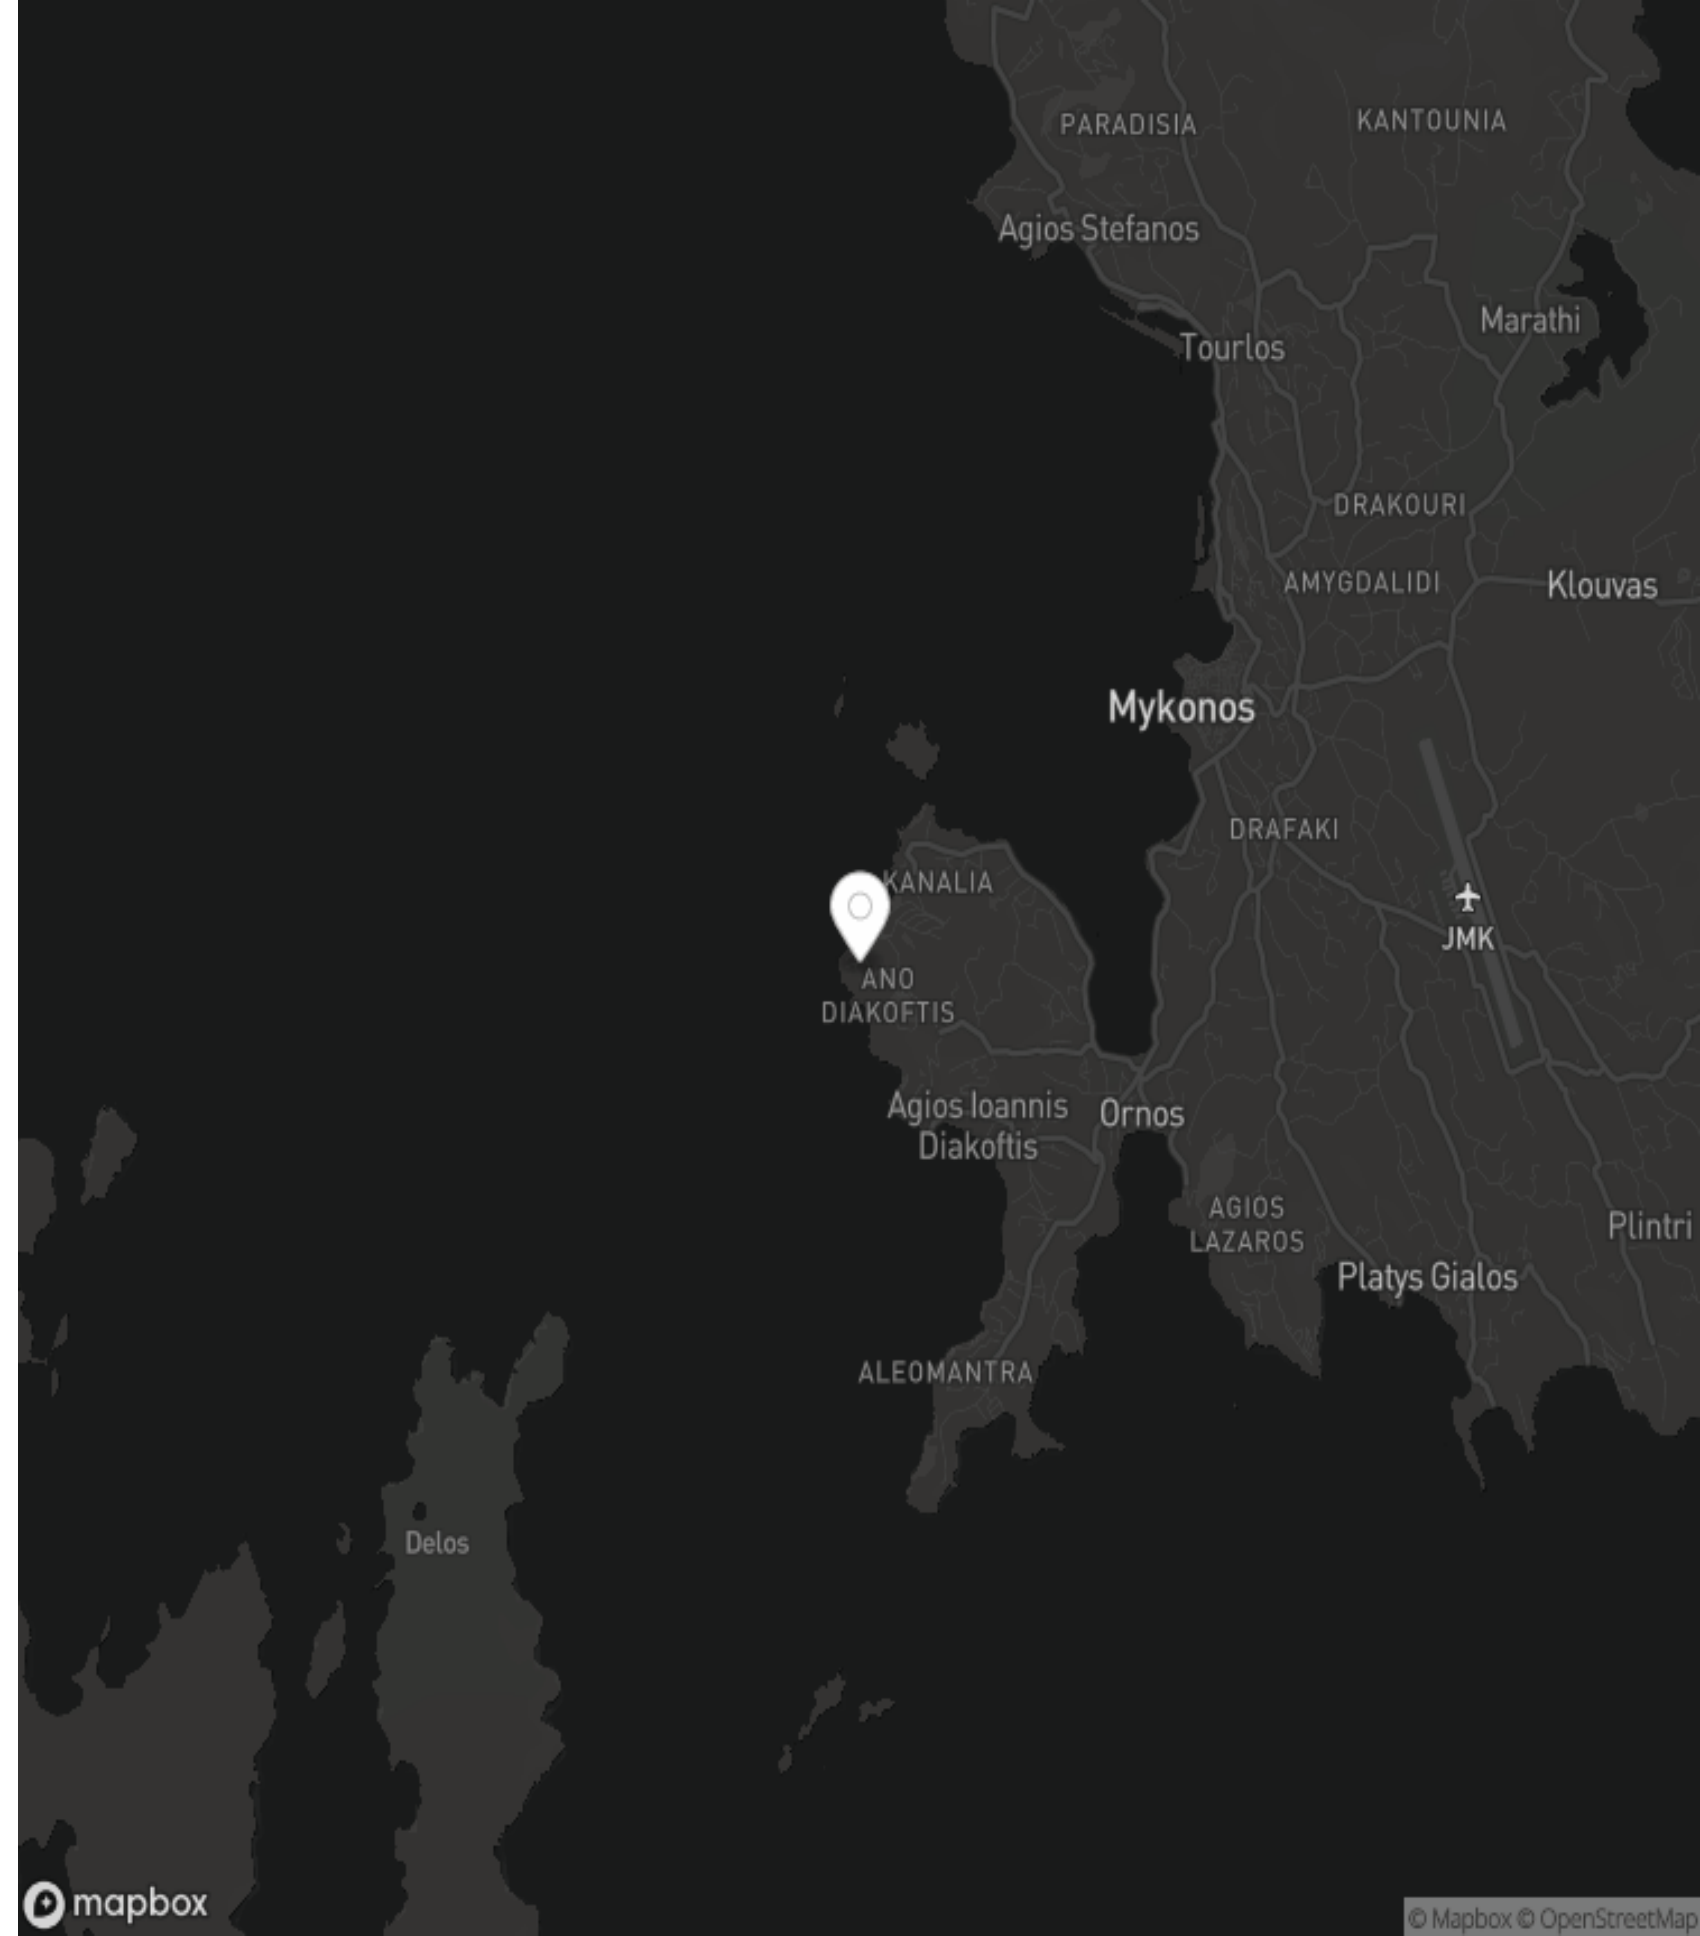 PARADISIA
KANTOUNIA
Agios Stefanos
Marathi
Tourlos
DRAKOURI
AMYGDALIDI
Klouvas
Mykonos
DRAFAKI
KANALIA
JMK
ANO
DIAKOFTIS
Agios Ioannis
Diakoftis
Ornos
AGIOS
LAZAROS
Plintri
Platys Gialos
ALEOMANTRA
Delos
mapbox
© Mapbox © OpenStreetMap